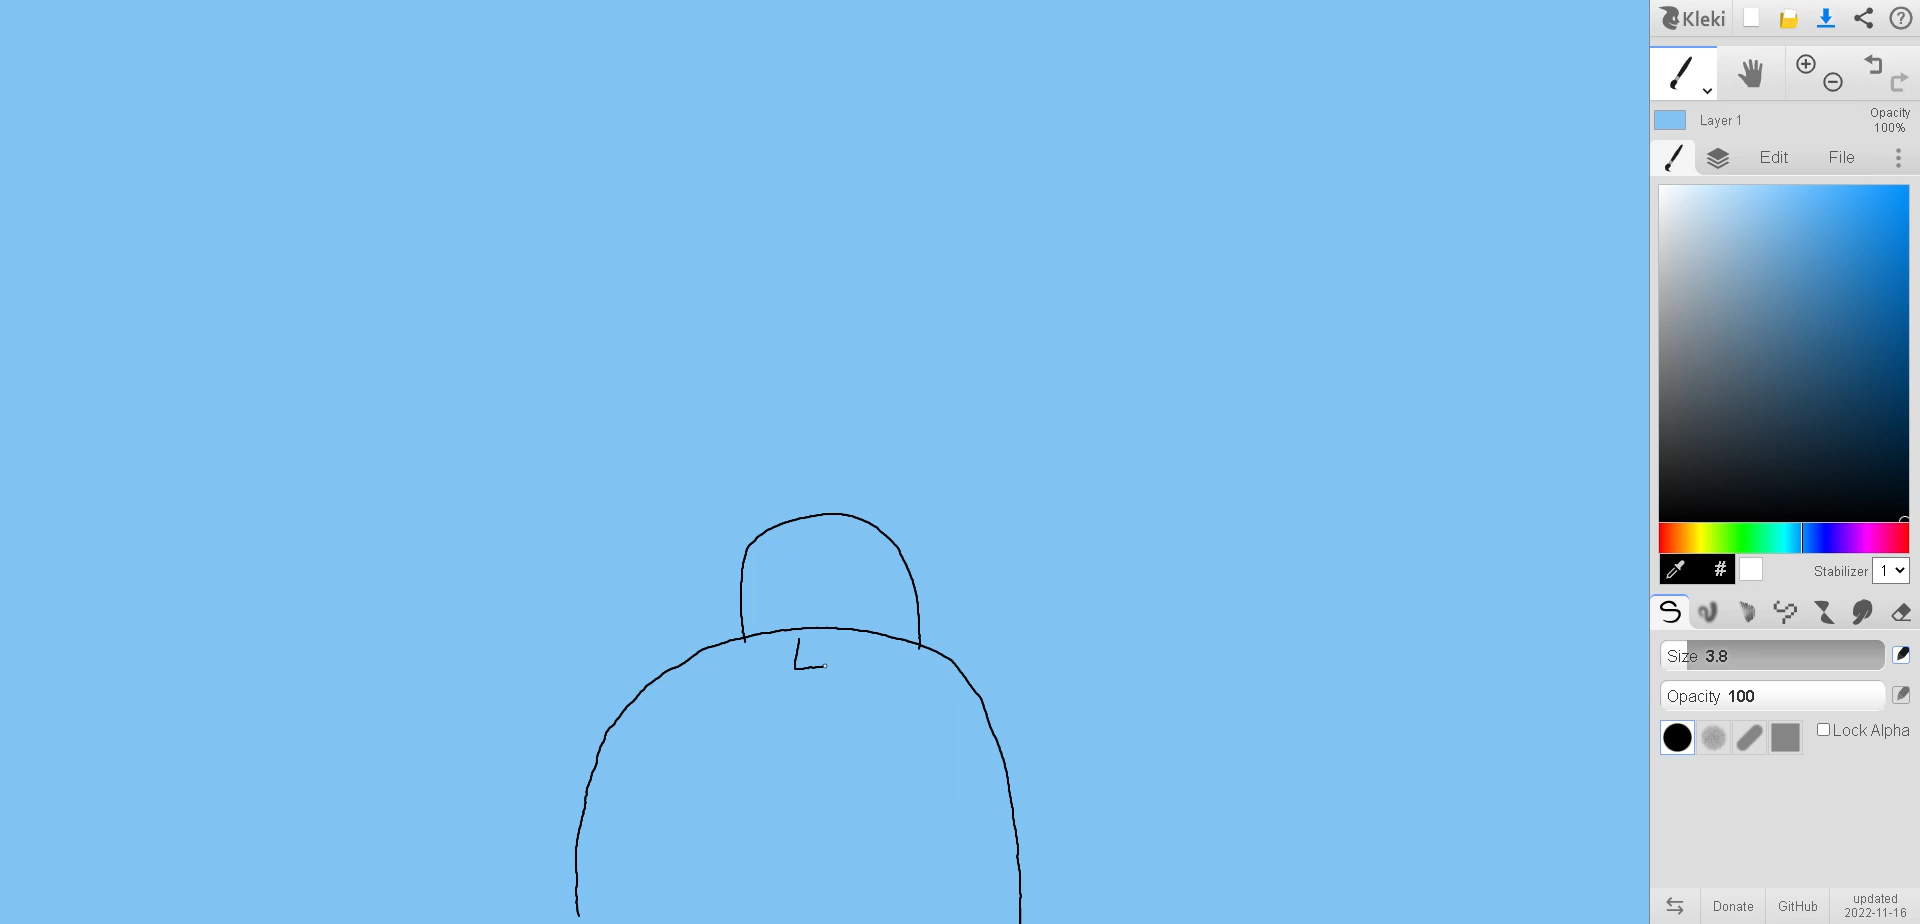 Kleki
Layer 1
Opacity
100%
Edit
File
#
Stabilizer 1
Size 3.8
Opacity 100
Lock Alpha
Donate
GitHub
updated
2022-11-16